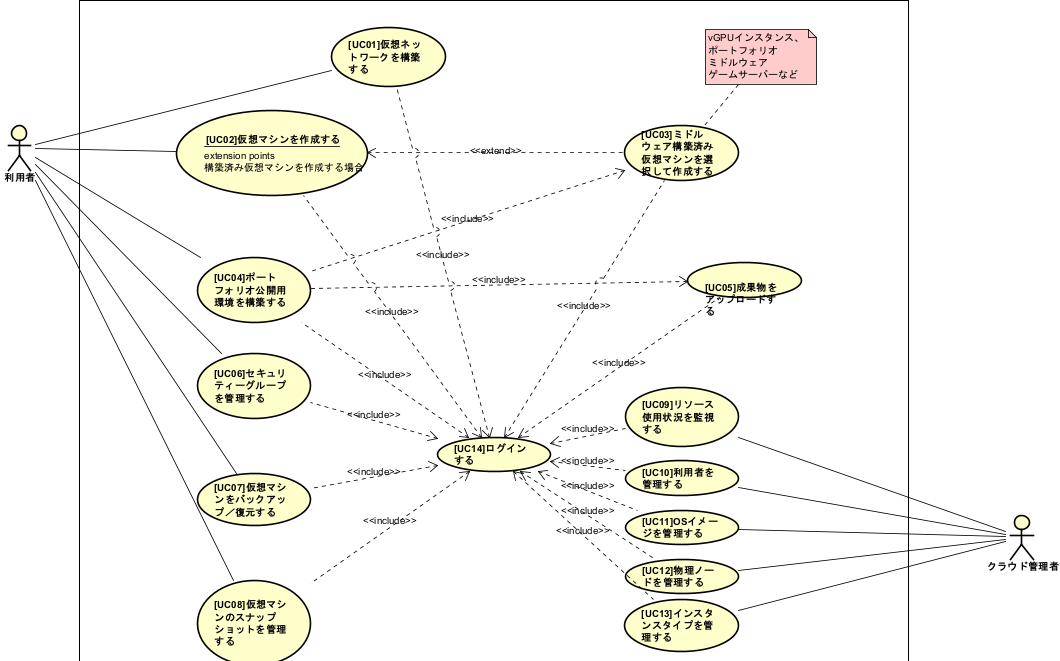 [UC01]仮想ネッ
トワークを構築
する
vGPUインスタンス、
ポートフォリオ
ミドルウェア
ゲームサーバーなど
利用者
[UC02]仮想マシンを作成する
extension points
構築済み仮想マシンを作成する場合
<<extend>>
[UC03]ミドル
ウェア構築済み
仮想マシンを選
択して作成する
<<include>>
<<include>>
[UC04]ポート
フォリオ公開用
環境を構築する
<<include>>
[UC05]成果物を
アップロードす
る
<<include>>
<<include>>
<<include>>
<<include>>
[UC06]セキュリ
ティーグループ
を管理する
<<include>>
[UC09]リソース
使用状況を監視
する
<<include>>
[UC14]ログイン
する
<<include>>
[UC10]利用者を
管理する
[UC07]仮想マシ
ンをバックアッ
プ／復元する
<<include>>
<<include>>
[UC11]OSイメー
ジを管理する
<<include>>
<<include>>
<<include>>
クラウド管理者
[UC12]物理ノー
ドを管理する
[UC08]仮想マシ
ンのスナップ
ショットを管理
する
[UC13]インスタ
ンスタイプを管
理する